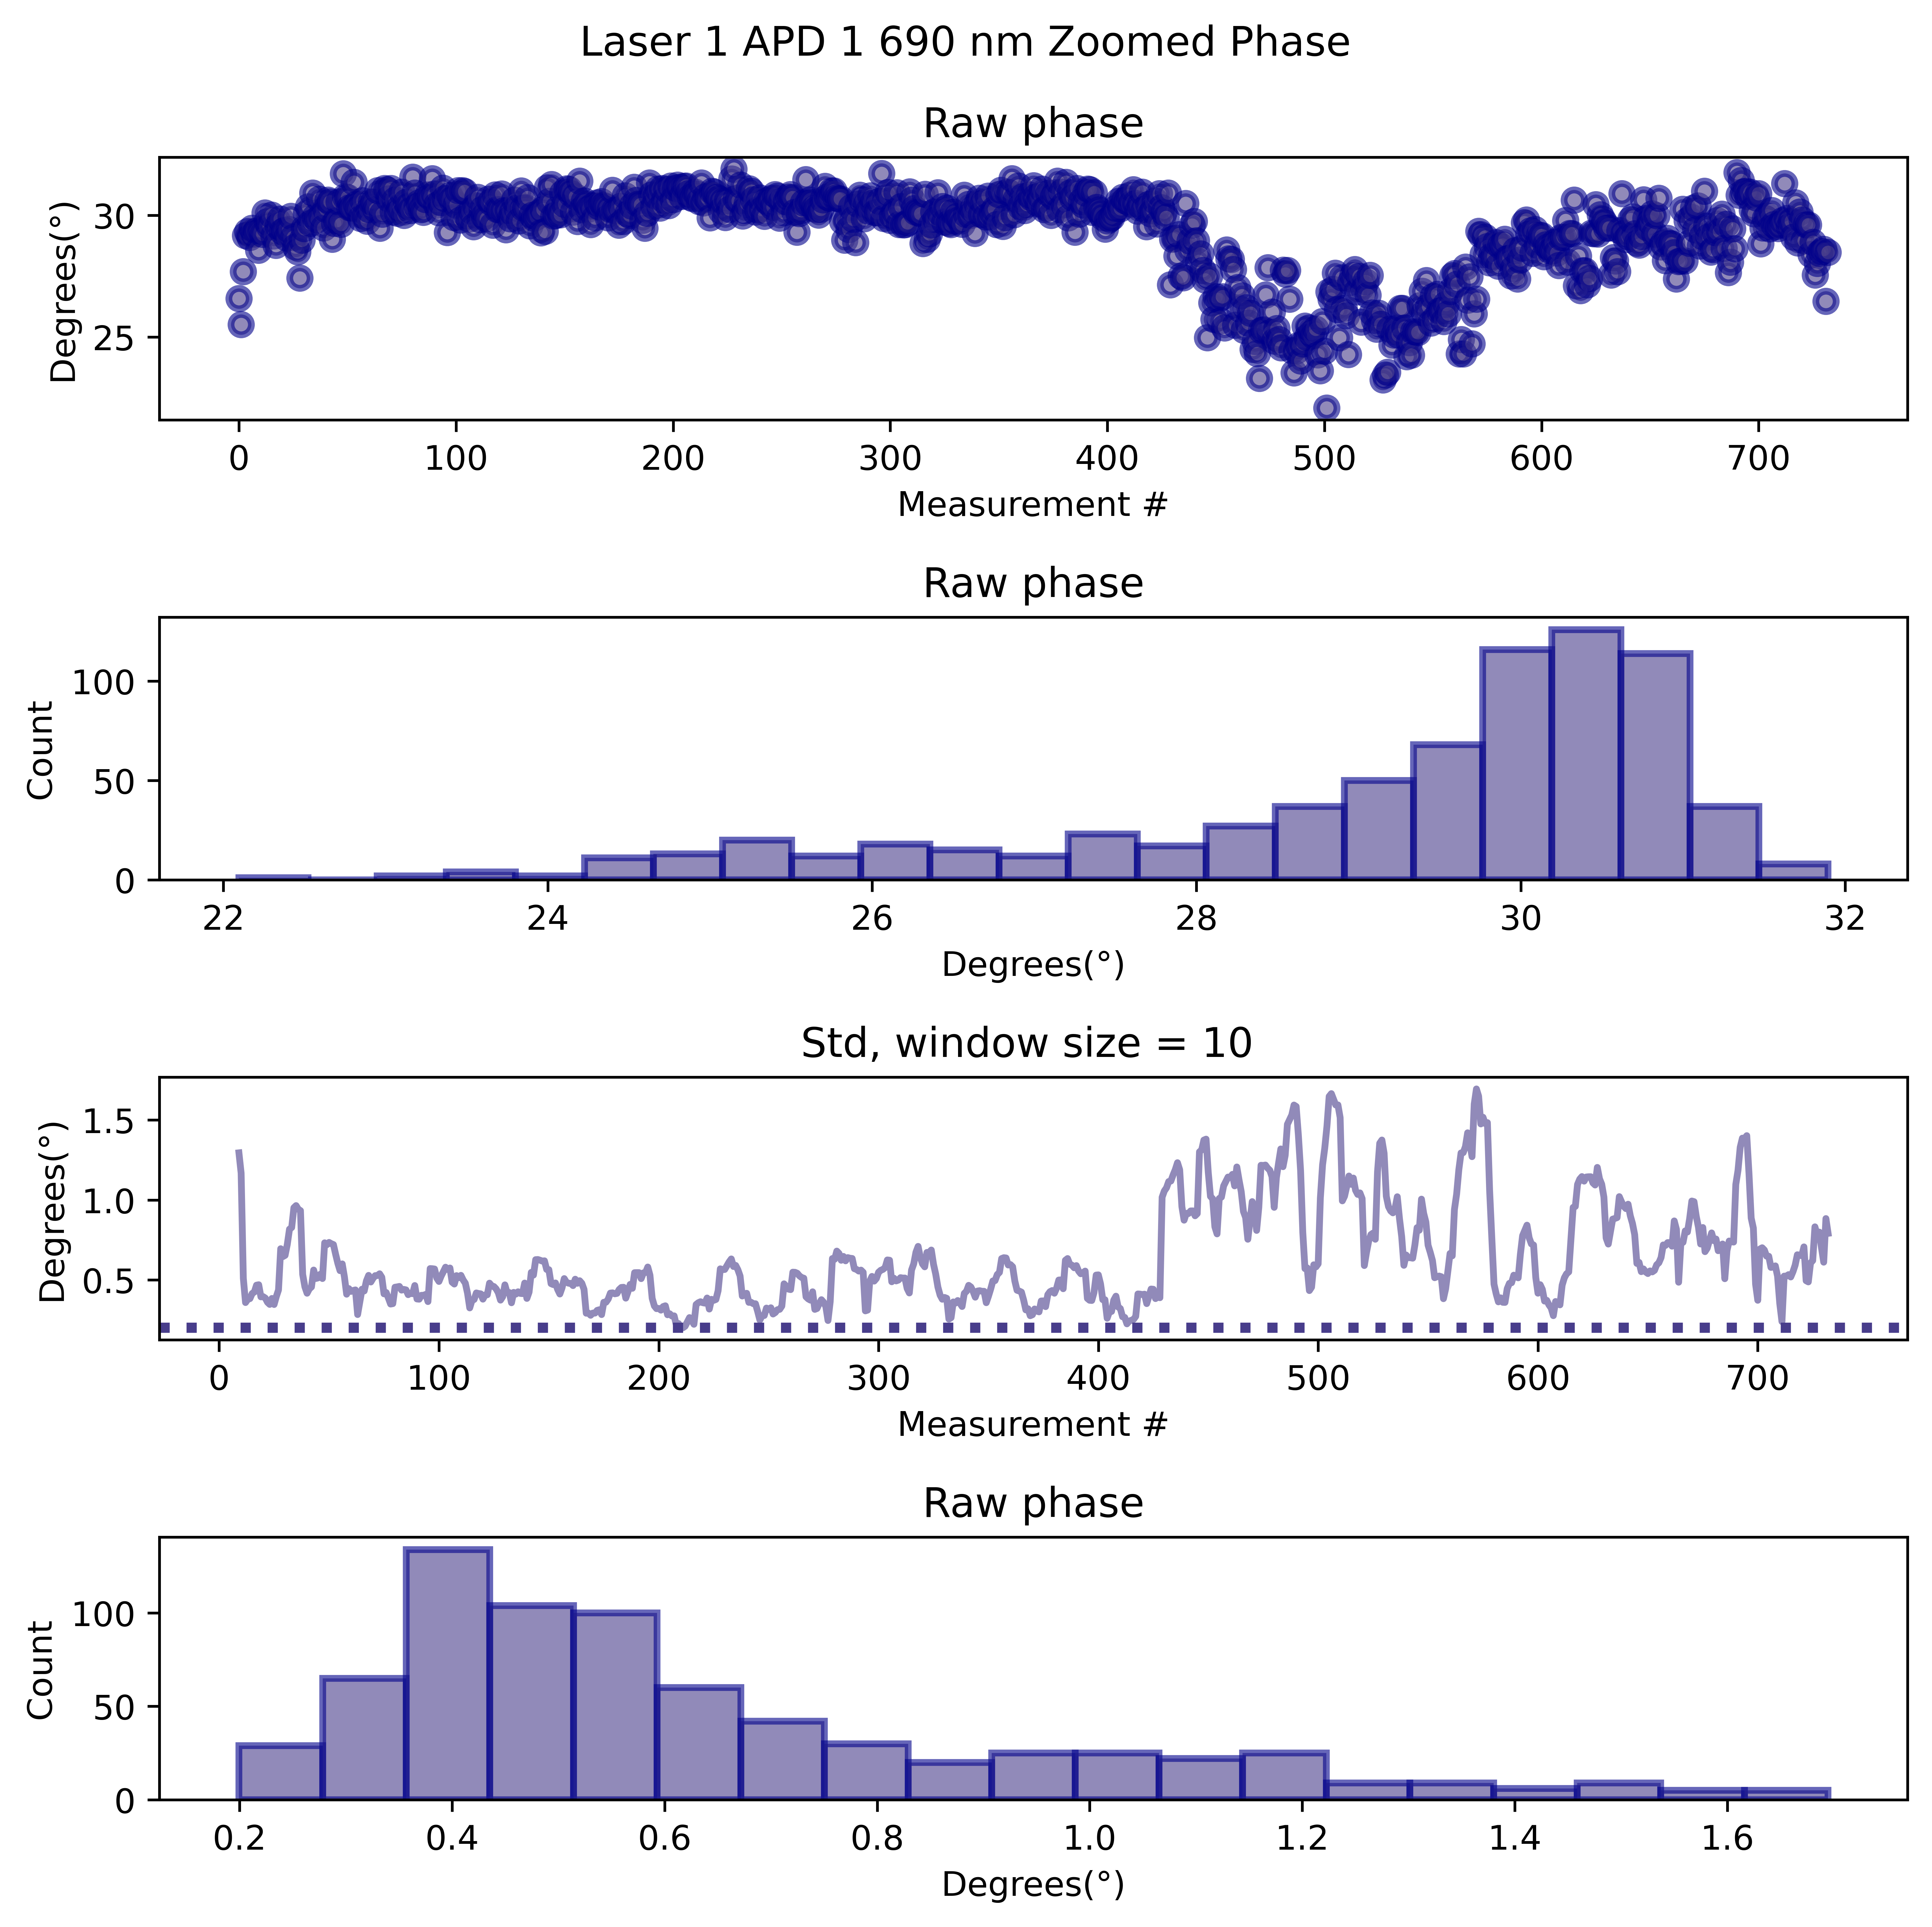 Laser 1 APD 1 690 nm Zoomed Phase
Raw phase
Degrees(°)
30
25
0 100 200 300 400 500 600 700
Measurement #
Raw phase
Count
100
50
0
22 24 26 28 30 32
Degrees(°)
Std, window size = 10
Degrees(°)
1.5
1.0
0.5
0 100 200 300 400 500 600 700
Measurement #
Raw phase
Count
100
50
0
0.2 0.4 0.6 0.8 1.0 1.2 1.4 1.6
Degrees(°)